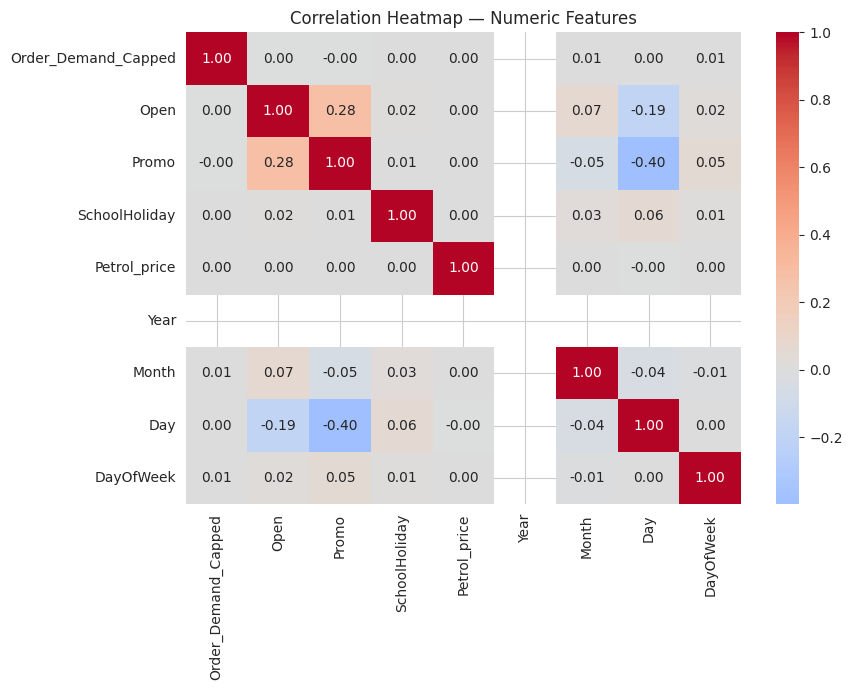 Correlation Heatmap — Numeric Features
Order_Demand_Capped 1.00 0.00 -0.00 0.00 0.00 0.01 0.00 0.01
Open 0.00 1.00 0.28 0.02 0.00 0.07 -0.19 0.02
Promo -0.00 0.28 1.00 0.01 0.00 -0.05 -0.40 0.05
SchoolHoliday 0.00 0.02 0.01 1.00 0.00 0.03 0.06 0.01
Petrol_price 0.00 0.00 0.00 0.00 1.00 0.00 -0.00 0.00
Year
Month 0.01 0.07 -0.05 0.03 0.00 1.00 -0.04 -0.01
Day 0.00 -0.19 -0.40 0.06 -0.00 -0.04 1.00 0.00
DayOfWeek 0.01 0.02 0.05 0.01 0.00 -0.01 0.00 1.00
Order_Demand_Capped
Open
Promo
SchoolHoliday
Petrol_price
Year
Month
Day
DayOfWeek
1.0
0.8
0.6
0.4
0.2
0.0
−0.2